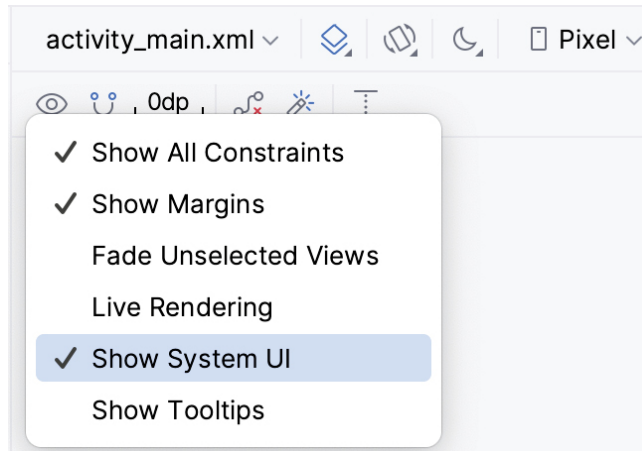 activity_main.xml Pixel
0dp
Show All Constraints
Show Margins
Fade Unselected Views
Live Rendering
Show System UI
Show Tooltips